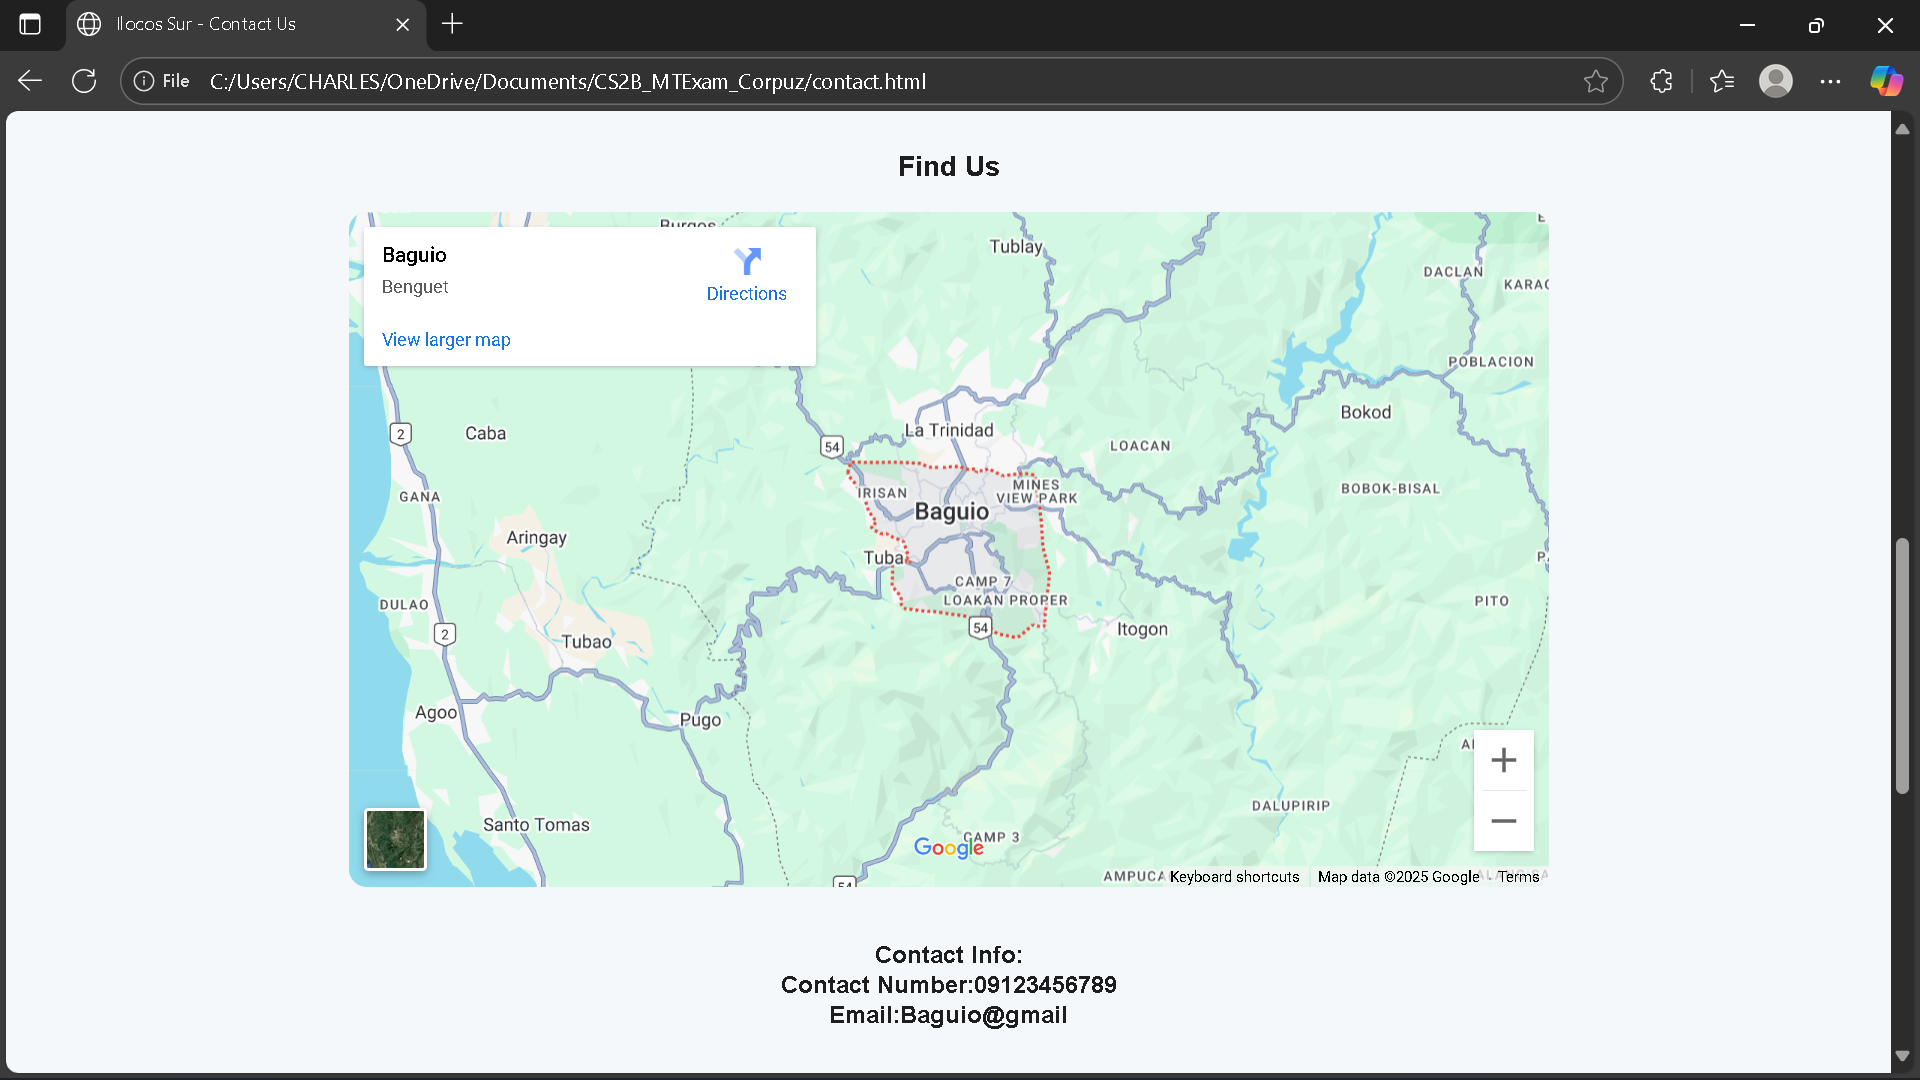 Ilocos Sur - Contact Us
File C:/Users/CHARLES/OneDrive/Documents/CS2B_MTExam_Corpuz/contact.html
Find Us
Burgos
Baguio
Benguet
Directions
View larger map
Tublay
DACLAN
POBLACION
Bokod
2
Caba
54
La Trinidad
LOACAN
GANA
IRISAN
MINES
VIEW PARK
BOBOK-BISAL
Baguio
Aringay
Tuba
CAMP 7
LOAKAN PROPER
DULAO
PITO
2
Tubao
54
Itogon
Agoo
Pugo
Santo Tomas
DALUPIRIP
CAMP 3
Google
54
Keyboard shortcuts
Map data ©2025 Google
Terms
Contact Info:
Contact Number:09123456789
Email:Baguio@gmail